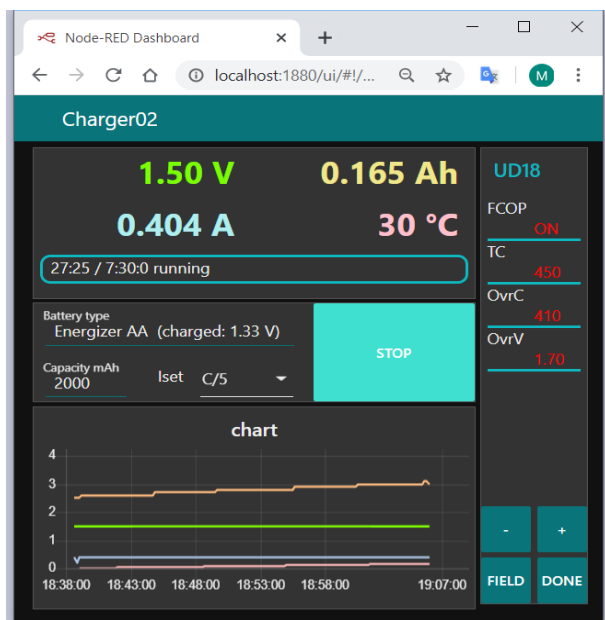 Node-RED Dashboard
localhost:1880/ui/#!/...
M
Charger02
1.50 V 0.165 Ah
0.404 A 30 °C
27:25 / 7:30:0 running
Battery type
Energizer AA (charged: 1.33 V)
Capacity mAh
2000
Iset C/5
STOP
chart
4
3
2
1
0
18:38:00 18:43:00 18:48:00 18:53:00 18:58:00 19:07:00
UD18
FCOP
ON
TC
450
OvrC
410
OvrV
1.70
- +
FIELD DONE